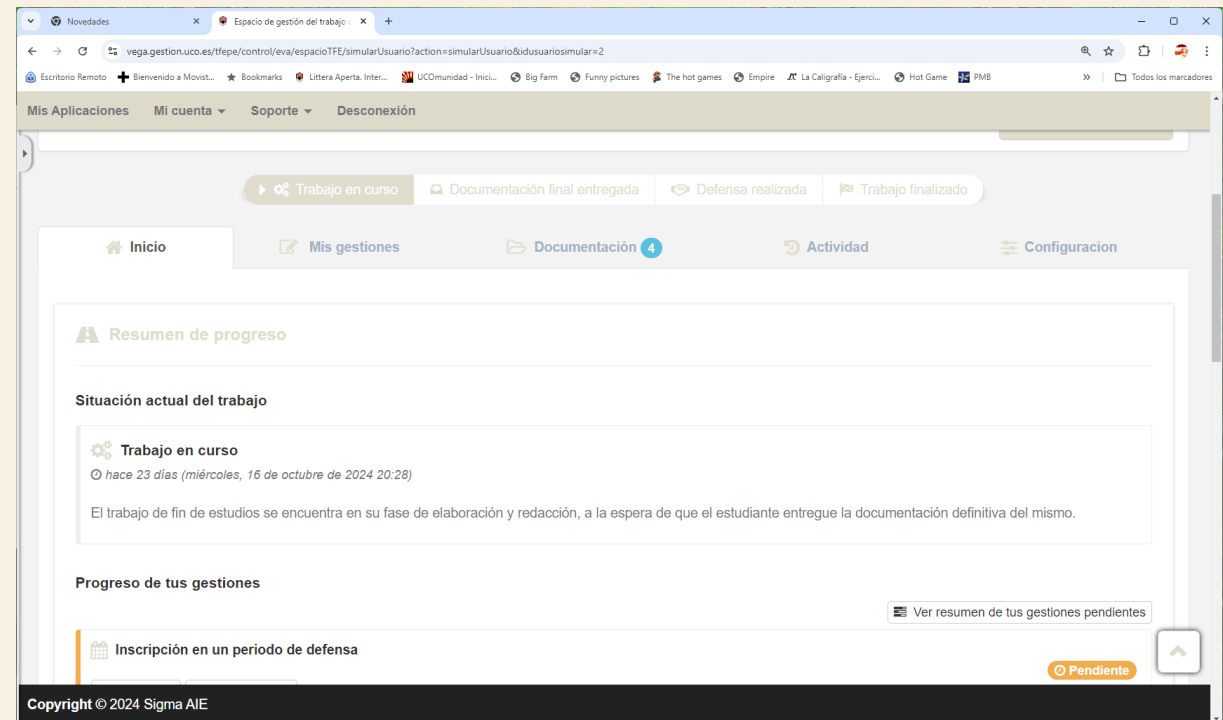 Novedades
Espacio de gestión del trabajo
vega.gestion.uco.es/tfepe/control/eva/espacioTFE/simularUsuario?action=simularUsuario&idusuariosimular=2
Escritorio Remoto Bienvenido a Movist... Bookmarks Littera Aperta. Inter... UCOmunidad - Inici... Big Farm Funny pictures The hot games Empire La Caligrafía - Ejerci... Hot Game PMB Todos los marcadores
Mis Aplicaciones Mi cuenta Soporte Desconexión
Trabajo en curso Documentación final entregada Defensa realizada Trabajo finalizado
Inicio Mis gestiones Documentación 4 Actividad Configuracion
Resumen de progreso
Situación actual del trabajo
Trabajo en curso
hace 23 días (miércoles, 16 de octubre de 2024 20:28)
El trabajo de fin de estudios se encuentra en su fase de elaboración y redacción, a la espera de que el estudiante entregue la documentación definitiva del mismo.
Progreso de tus gestiones
Ver resumen de tus gestiones pendientes
Inscripción en un periodo de defensa
Pendiente
Copyright © 2024 Sigma AIE